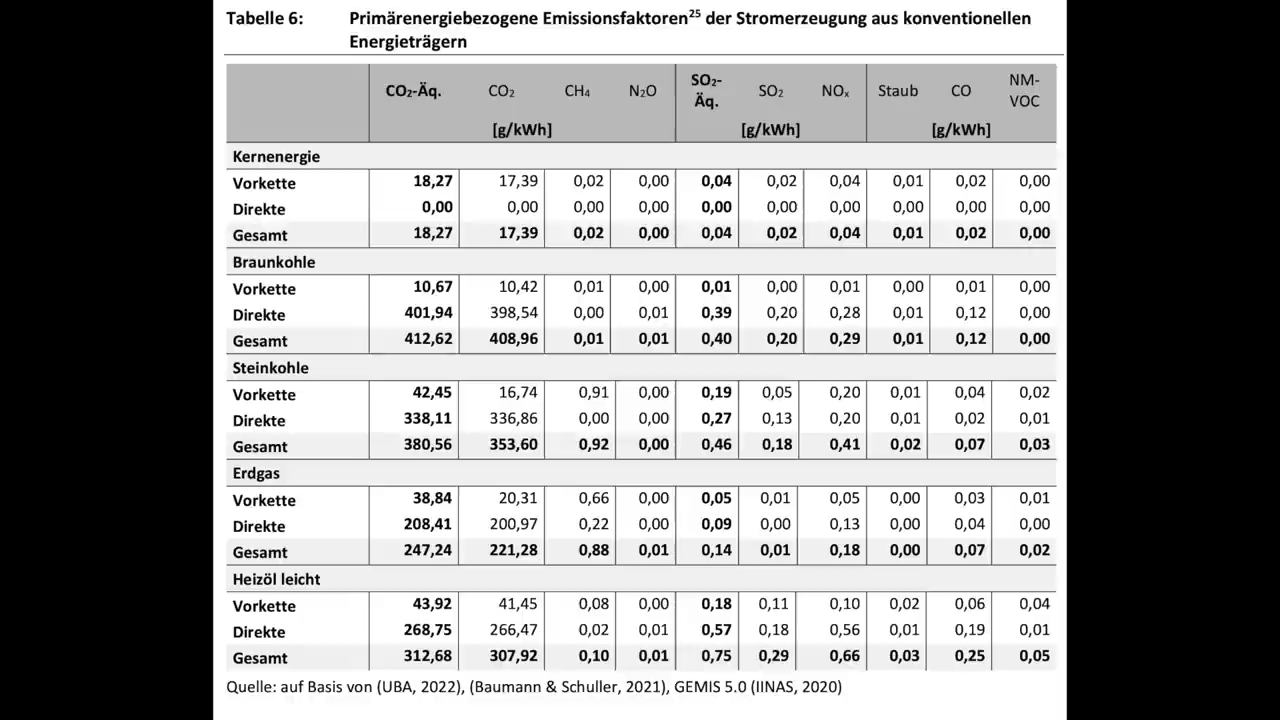 Tabelle 6: Primärenergiebezogene Emissionsfaktoren²⁵ der Stromerzeugung aus konventionellen
Energieträgern
CO₂-Äq. CO₂ CH₄ N₂O SO₂-Äq. SO₂ NOₓ Staub CO NM-VOC
[g/kWh] [g/kWh] [g/kWh]
Kernenergie
Vorkette 18,27 17,39 0,02 0,00 0,04 0,02 0,04 0,01 0,02 0,00
Direkte 0,00 0,00 0,00 0,00 0,00 0,00 0,00 0,00 0,00 0,00
Gesamt 18,27 17,39 0,02 0,00 0,04 0,02 0,04 0,01 0,02 0,00
Braunkohle
Vorkette 10,67 10,42 0,01 0,00 0,01 0,00 0,01 0,00 0,01 0,00
Direkte 401,94 398,54 0,00 0,01 0,39 0,20 0,28 0,01 0,12 0,00
Gesamt 412,62 408,96 0,01 0,01 0,40 0,20 0,29 0,01 0,12 0,00
Steinkohle
Vorkette 42,45 16,74 0,91 0,00 0,19 0,05 0,20 0,01 0,04 0,02
Direkte 338,11 336,86 0,00 0,00 0,27 0,13 0,20 0,01 0,02 0,01
Gesamt 380,56 353,60 0,92 0,00 0,46 0,18 0,41 0,02 0,07 0,03
Erdgas
Vorkette 38,84 20,31 0,66 0,00 0,05 0,01 0,05 0,00 0,03 0,01
Direkte 208,41 200,97 0,22 0,00 0,09 0,00 0,13 0,00 0,04 0,00
Gesamt 247,24 221,28 0,88 0,01 0,14 0,01 0,18 0,00 0,07 0,02
Heizöl leicht
Vorkette 43,92 41,45 0,08 0,00 0,18 0,11 0,10 0,02 0,06 0,04
Direkte 268,75 266,47 0,02 0,01 0,57 0,18 0,56 0,01 0,19 0,01
Gesamt 312,68 307,92 0,10 0,01 0,75 0,29 0,66 0,03 0,25 0,05
Quelle: auf Basis von (UBA, 2022), (Baumann & Schuller, 2021), GEMIS 5.0 (IINAS, 2020)